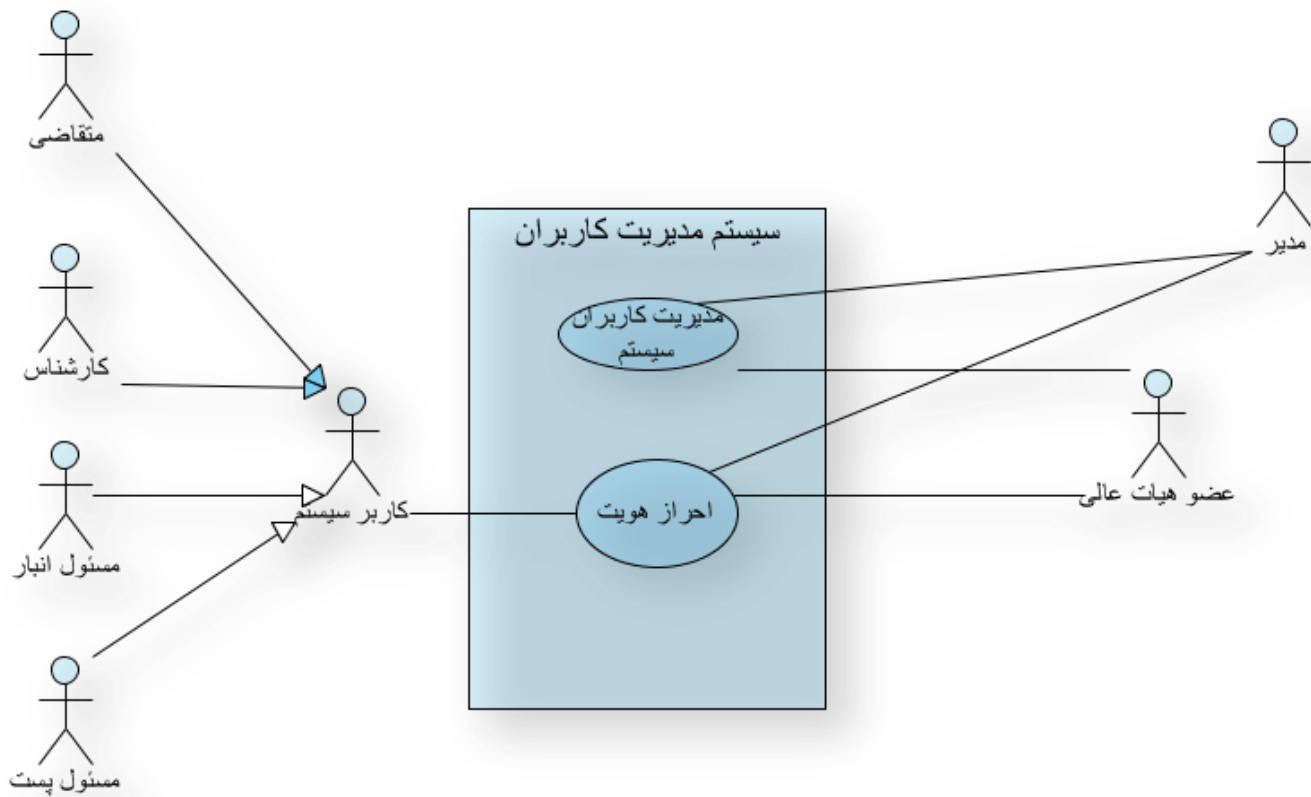 متقاضی
مدیر
سیستم مدیریت کاربران
مدیریت کاربران
سیستم
کارشناس
عضو هیات عالی
کاربر سیستم
احراز هویت
مسئول انبار
مسئول پست